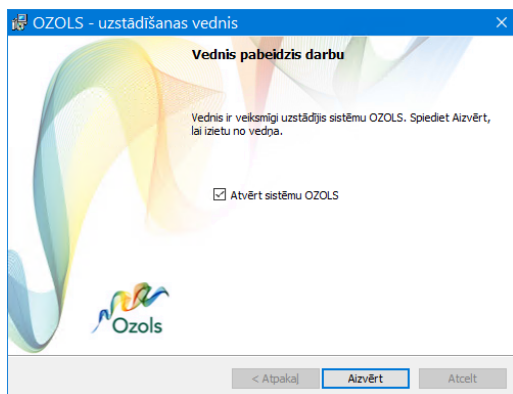 OZOLS - uzstādīšanas vednis
Vednis pabeidzis darbu
Vednis ir veiksmīgi uzstādījis sistēmu OZOLS. Spiediet Aizvērt,
lai izietu no vedņa.
Atvērt sistēmu OZOLS
Ozols
< Atpakaļ
Aizvērt
Atcelt